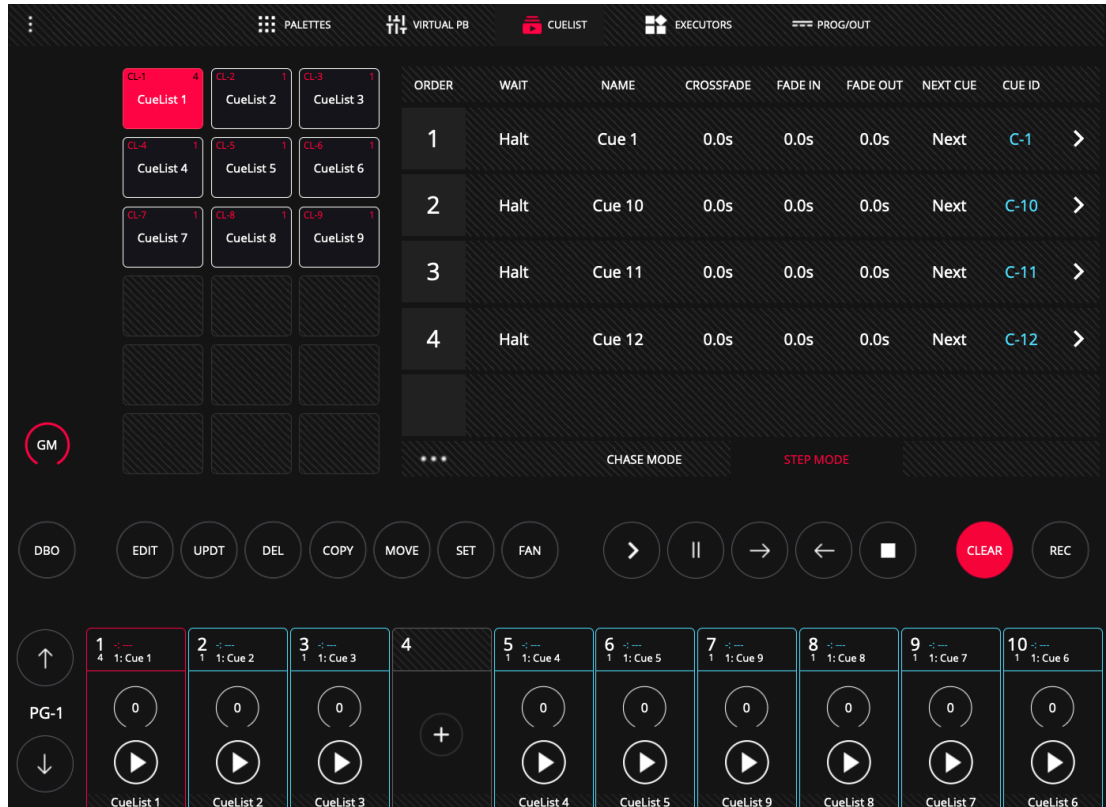 PALETTES VIRTUAL PB CUELIST EXECUTORS PROG/OUT
CL-1 4 CL-2 1 CL-3 1
CueList 1 CueList 2 CueList 3
ORDER WAIT NAME CROSSFADE FADE IN FADE OUT NEXT CUE CUE ID
1 Halt Cue 1 0.0s 0.0s 0.0s Next C-1
CL-4 1 CL-5 1 CL-6 1
CueList 4 CueList 5 CueList 6
2 Halt Cue 10 0.0s 0.0s 0.0s Next C-10
CL-7 1 CL-8 1 CL-9 1
CueList 7 CueList 8 CueList 9
3 Halt Cue 11 0.0s 0.0s 0.0s Next C-11
4 Halt Cue 12 0.0s 0.0s 0.0s Next C-12
GM
CHASE MODE STEP MODE
DBO EDIT UPDT DEL COPY MOVE SET FAN CLEAR REC
1 -:--- 2 -:--- 3 -:--- 4 5 -:--- 6 -:--- 7 -:--- 8 -:--- 9 -:--- 10 -:---
4 1: Cue 1 1 1: Cue 2 1 1: Cue 3 1 1: Cue 4 1 1: Cue 5 1 1: Cue 9 1 1: Cue 8 1 1: Cue 7 1 1: Cue 6
PG-1 0 0 0 0 0 0 0 0 0
CueList 1 CueList 2 CueList 3 CueList 4 CueList 5 CueList 9 CueList 8 CueList 7 CueList 6